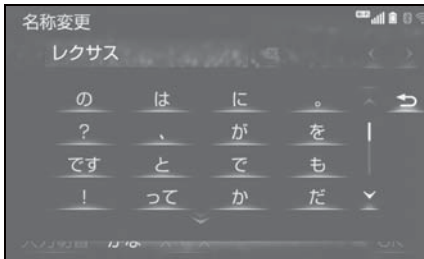 名称変更
レクサス
の は に 。
? 、 が を
です と で も
! って か だ
かな
OK